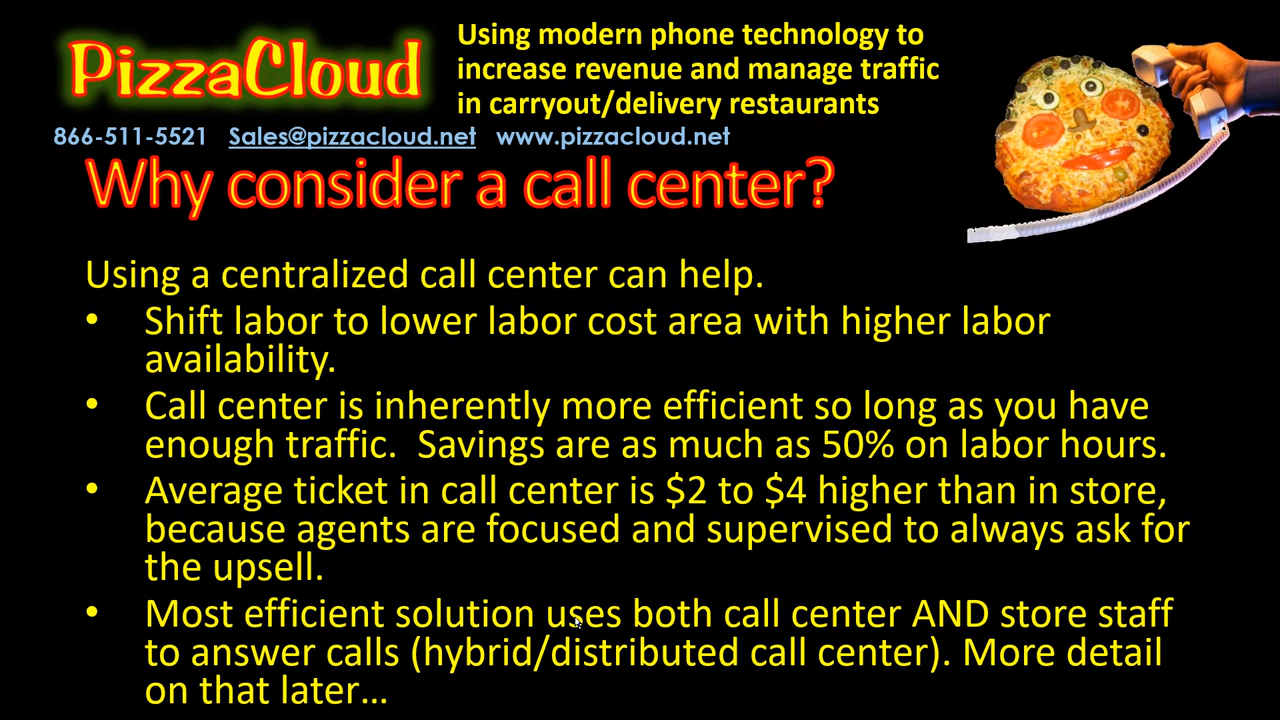 PizzaCloud
Using modern phone technology to
increase revenue and manage traffic
in carryout/delivery restaurants
866-511-5521 Sales@pizzacloud.net www.pizzacloud.net
Why consider a call center?
Using a centralized call center can help.
• Shift labor to lower labor cost area with higher labor
availability.
• Call center is inherently more efficient so long as you have
enough traffic. Savings are as much as 50% on labor hours.
• Average ticket in call center is $2 to $4 higher than in store,
because agents are focused and supervised to always ask for
the upsell.
• Most efficient solution uses both call center AND store staff
to answer calls (hybrid/distributed call center). More detail
on that later…